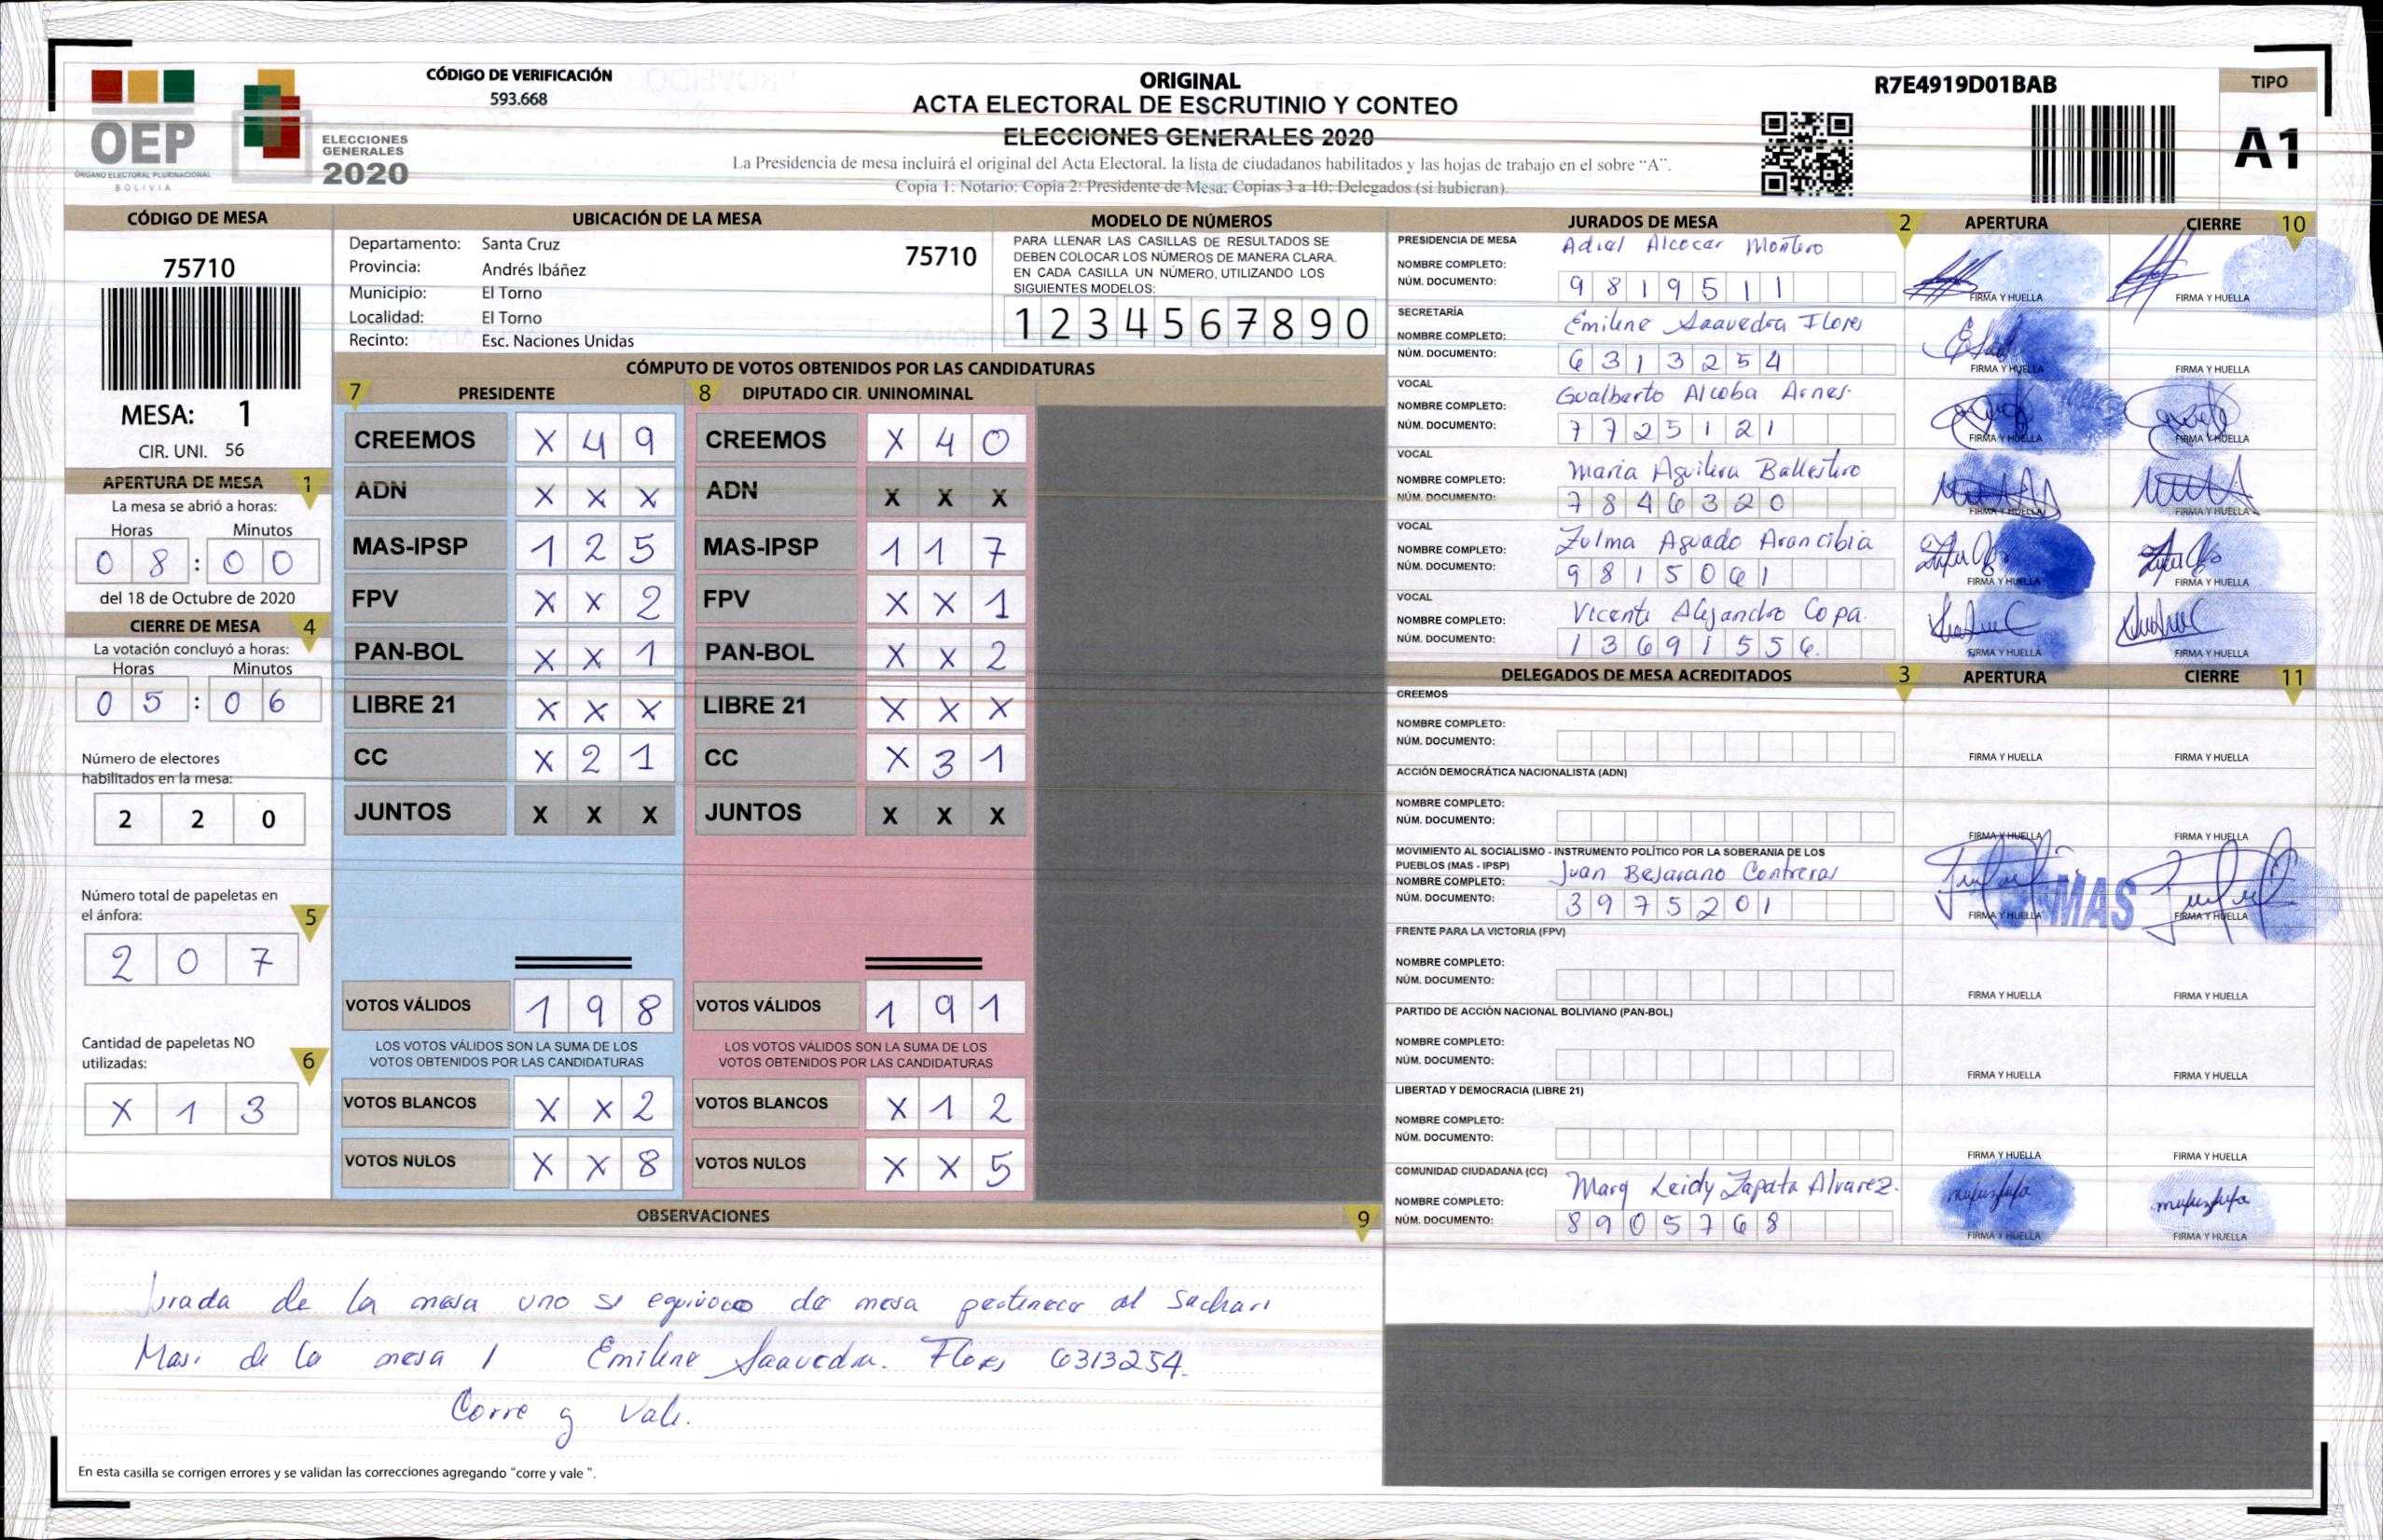 CÓDIGO DE VERIFICACIÓN
593.668
ORIGINAL
ACTA ELECTORAL DE ESCRUTINIO Y CONTEO
ELECCIONES GENERALES 2020
La Presidencia de mesa incluirá el original del Acta Electoral, la lista de ciudadanos habilitados y las hojas de trabajo en el sobre "A".
Copia 1: Notario; Copia 2: Presidente de Mesa; Copias 3 a 10: Delegados (si hubieran).
R7E4919D01BAB
TIPO
A1
OEP
ÓRGANO ELECTORAL PLURINACIONAL
BOLIVIA
ELECCIONES
GENERALES
2020
CÓDIGO DE MESA
75710
MESA: 1
CIR. UNI. 56
APERTURA DE MESA 1
La mesa se abrió a horas:
Horas Minutos
0 8 : 0 0
del 18 de Octubre de 2020
CIERRE DE MESA 4
La votación concluyó a horas:
Horas Minutos
0 5 : 0 6
Número de electores
habilitados en la mesa:
2 2 0
Número total de papeletas en
el ánfora: 5
2 0 7
Cantidad de papeletas NO
utilizadas: 6
X 1 3
UBICACIÓN DE LA MESA
Departamento: Santa Cruz 75710
Provincia: Andrés Ibáñez
Municipio: El Torno
Localidad: El Torno
Recinto: Esc. Naciones Unidas
MODELO DE NÚMEROS
PARA LLENAR LAS CASILLAS DE RESULTADOS SE
DEBEN COLOCAR LOS NÚMEROS DE MANERA CLARA.
EN CADA CASILLA UN NÚMERO, UTILIZANDO LOS
SIGUIENTES MODELOS:
1 2 3 4 5 6 7 8 9 0
CÓMPUTO DE VOTOS OBTENIDOS POR LAS CANDIDATURAS
7 PRESIDENTE
CREEMOS X 4 9
ADN X X X
MAS-IPSP 1 2 5
FPV X X 2
PAN-BOL X X 1
LIBRE 21 X X X
CC X 2 1
JUNTOS X X X
VOTOS VÁLIDOS 1 9 8
LOS VOTOS VÁLIDOS SON LA SUMA DE LOS
VOTOS OBTENIDOS POR LAS CANDIDATURAS
VOTOS BLANCOS X X 2
VOTOS NULOS X X 8
8 DIPUTADO CIR. UNINOMINAL
CREEMOS X 4 0
ADN X X X
MAS-IPSP 1 1 7
FPV X X 1
PAN-BOL X X 2
LIBRE 21 X X X
CC X 3 1
JUNTOS X X X
VOTOS VÁLIDOS 1 9 1
LOS VOTOS VÁLIDOS SON LA SUMA DE LOS
VOTOS OBTENIDOS POR LAS CANDIDATURAS
VOTOS BLANCOS X 1 2
VOTOS NULOS X X 5
OBSERVACIONES 9
Jurada de la mesa uno se equivoco de mesa pertenece al
Mas. de la mesa 1 Emilene Saavedra. Flores 6313254.
Corre y Vale.
En esta casilla se corrigen errores y se validan las correcciones agregando "corre y vale ".
JURADOS DE MESA 2 APERTURA CIERRE 10
PRESIDENCIA DE MESA
NOMBRE COMPLETO: Adiel Alcocer Montero
NÚM. DOCUMENTO: 9 8 1 9 5 1 1
FIRMA Y HUELLA FIRMA Y HUELLA
SECRETARÍA
NOMBRE COMPLETO: Emilene Saavedra Flores
NÚM. DOCUMENTO: 6 3 1 3 2 5 4
FIRMA Y HUELLA FIRMA Y HUELLA
VOCAL
NOMBRE COMPLETO: Gualberto Alcoba Arnes.
NÚM. DOCUMENTO: 7 7 2 5 1 2 1
FIRMA Y HUELLA FIRMA Y HUELLA
VOCAL
NOMBRE COMPLETO: Maria Aguilera Ballestero
NÚM. DOCUMENTO: 7 8 4 6 3 2 0
FIRMA Y HUELLA FIRMA Y HUELLA
VOCAL
NOMBRE COMPLETO: Zulma Aguado Arancibia
NÚM. DOCUMENTO: 9 8 1 5 0 6 1
FIRMA Y HUELLA FIRMA Y HUELLA
VOCAL
NOMBRE COMPLETO: Vicente Alejandro Copa.
NÚM. DOCUMENTO: 1 3 6 9 1 5 5 6.
FIRMA Y HUELLA FIRMA Y HUELLA
DELEGADOS DE MESA ACREDITADOS 3 APERTURA CIERRE 11
CREEMOS
NOMBRE COMPLETO:
NÚM. DOCUMENTO:
FIRMA Y HUELLA FIRMA Y HUELLA
ACCIÓN DEMOCRÁTICA NACIONALISTA (ADN)
NOMBRE COMPLETO:
NÚM. DOCUMENTO:
FIRMA Y HUELLA FIRMA Y HUELLA
MOVIMIENTO AL SOCIALISMO - INSTRUMENTO POLÍTICO POR LA SOBERANIA DE LOS
PUEBLOS (MAS - IPSP)
NOMBRE COMPLETO: Juan Bejarano Contreras
NÚM. DOCUMENTO: 3 9 7 5 2 0 1
MAS
FIRMA Y HUELLA FIRMA Y HUELLA
FRENTE PARA LA VICTORIA (FPV)
NOMBRE COMPLETO:
NÚM. DOCUMENTO:
FIRMA Y HUELLA FIRMA Y HUELLA
PARTIDO DE ACCIÓN NACIONAL BOLIVIANO (PAN-BOL)
NOMBRE COMPLETO:
NÚM. DOCUMENTO:
FIRMA Y HUELLA FIRMA Y HUELLA
LIBERTAD Y DEMOCRACIA (LIBRE 21)
NOMBRE COMPLETO:
NÚM. DOCUMENTO:
FIRMA Y HUELLA FIRMA Y HUELLA
COMUNIDAD CIUDADANA (CC)
NOMBRE COMPLETO: Mary Leidy Zapata Alvarez.
NÚM. DOCUMENTO: 8 9 0 5 7 6 8
FIRMA Y HUELLA FIRMA Y HUELLA